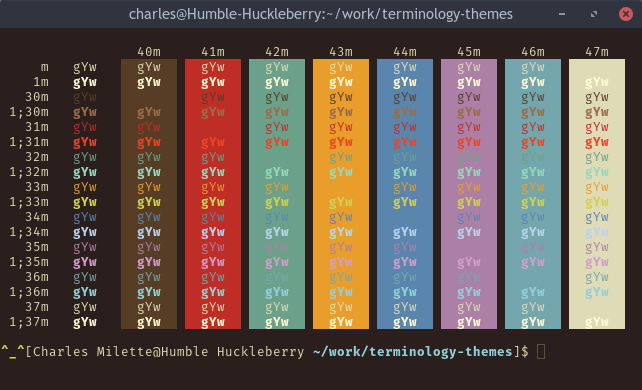 charles@Humble-Huckleberry:~/work/terminology-themes
40m 41m 42m 43m 44m 45m 46m 47m
m gYw gYw gYw gYw gYw gYw gYw gYw
1m gYw gYw gYw gYw gYw gYw gYw gYw gYw
30m gYw gYw gYw gYw gYw gYw gYw gYw
1;30m gYw gYw gYw gYw gYw gYw gYw gYw gYw
31m gYw gYw gYw gYw gYw gYw gYw gYw
1;31m gYw gYw gYw gYw gYw gYw gYw gYw gYw
32m gYw gYw gYw gYw gYw gYw gYw gYw
1;32m gYw gYw gYw gYw gYw gYw gYw gYw gYw
33m gYw gYw gYw gYw gYw gYw gYw gYw
1;33m gYw gYw gYw gYw gYw gYw gYw gYw gYw
34m gYw gYw gYw gYw gYw gYw gYw gYw
1;34m gYw gYw gYw gYw gYw gYw gYw gYw gYw
35m gYw gYw gYw gYw gYw gYw gYw gYw
1;35m gYw gYw gYw gYw gYw gYw gYw gYw gYw
36m gYw gYw gYw gYw gYw gYw gYw gYw
1;36m gYw gYw gYw gYw gYw gYw gYw gYw gYw
37m gYw gYw gYw gYw gYw gYw gYw gYw
1;37m gYw gYw gYw gYw gYw gYw gYw gYw gYw
^_^[Charles Milette@Humble Huckleberry ~/work/terminology-themes]$